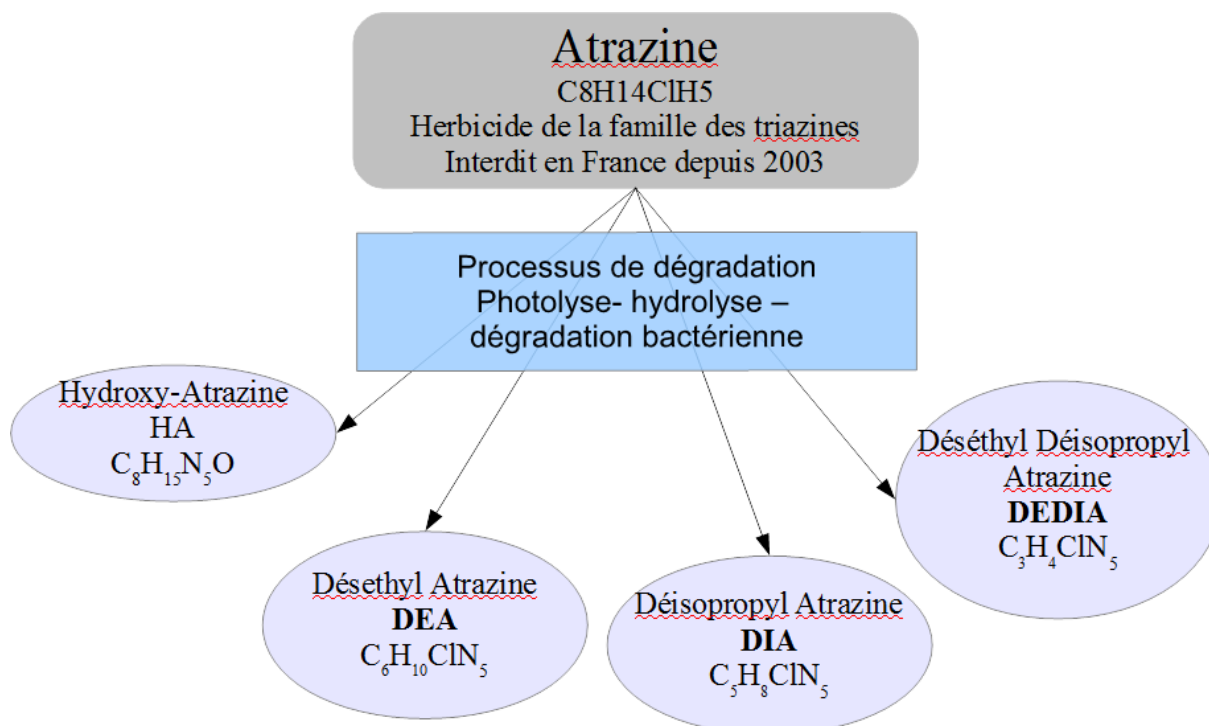 Atrazine
C8H14ClH5
Herbicide de la famille des triazines
Interdit en France depuis 2003
Processus de dégradation
Photolyse- hydrolyse –
dégradation bactérienne
Hydroxy-Atrazine
HA
C₈H₁₅N₅O
Déséthyl Déisopropyl
Atrazine
DEDIA
C₃H₄ClN₅
Désethyl Atrazine
DEA
C₆H₁₀ClN₅
Déisopropyl Atrazine
DIA
C₅H₈ClN₅